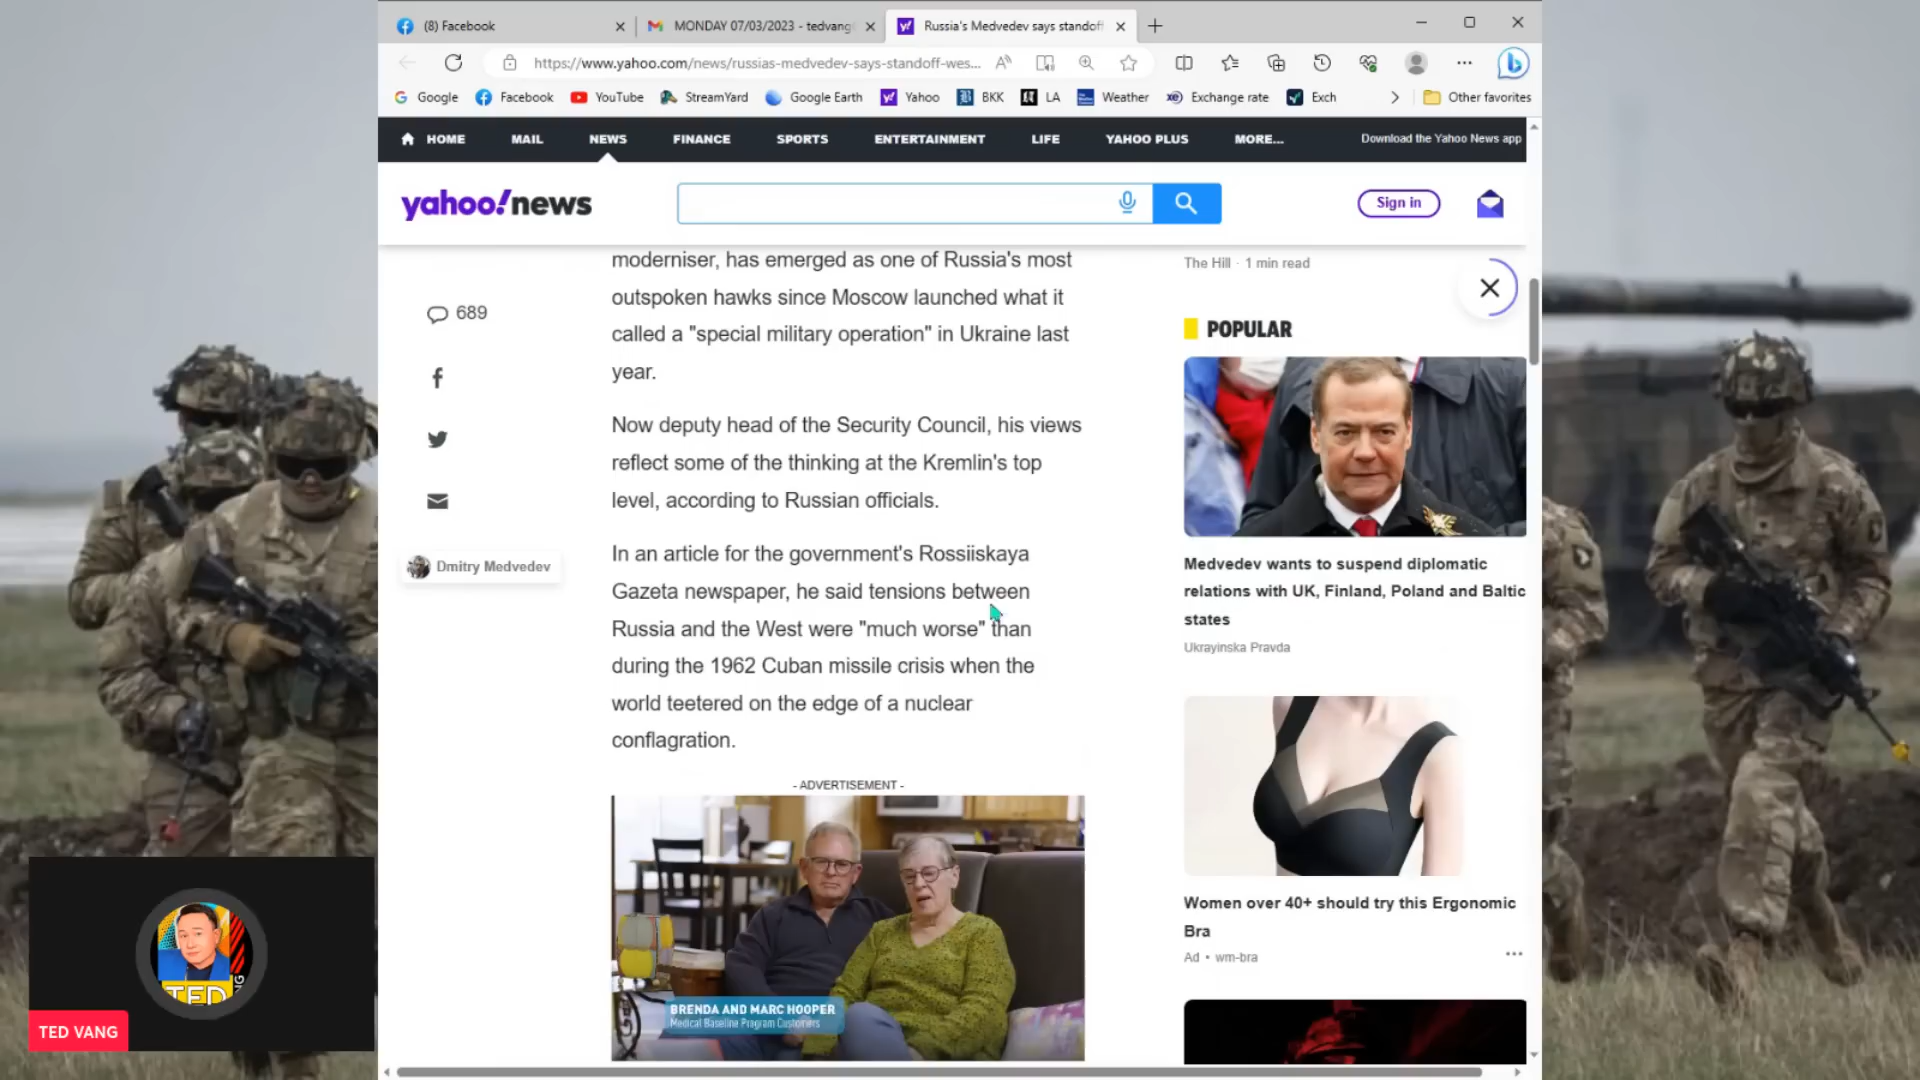 (8) Facebook
MONDAY 07/03/2023 - tedvang
Russia's Medvedev says standoff
https://www.yahoo.com/news/russias-medvedev-says-standoff-wes...
Google
Facebook
YouTube
StreamYard
Google Earth
Yahoo
BKK
LA
Weather
Exchange rate
Exch
Other favorites
HOME
MAIL
NEWS
FINANCE
SPORTS
ENTERTAINMENT
LIFE
YAHOO PLUS
MORE...
Download the Yahoo News app
yahoo!news
Sign in
689
Dmitry Medvedev
moderniser, has emerged as one of Russia's most
outspoken hawks since Moscow launched what it
called a "special military operation" in Ukraine last
year.
Now deputy head of the Security Council, his views
reflect some of the thinking at the Kremlin's top
level, according to Russian officials.
In an article for the government's Rossiiskaya
Gazeta newspaper, he said tensions between
Russia and the West were "much worse" than
during the 1962 Cuban missile crisis when the
world teetered on the edge of a nuclear
conflagration.
- ADVERTISEMENT -
BRENDA AND MARC HOOPER
Medical Baseline Program Customers
The Hill · 1 min read
POPULAR
Medvedev wants to suspend diplomatic
relations with UK, Finland, Poland and Baltic
states
Ukrayinska Pravda
Women over 40+ should try this Ergonomic
Bra
Ad • wm-bra
TED
TED VANG